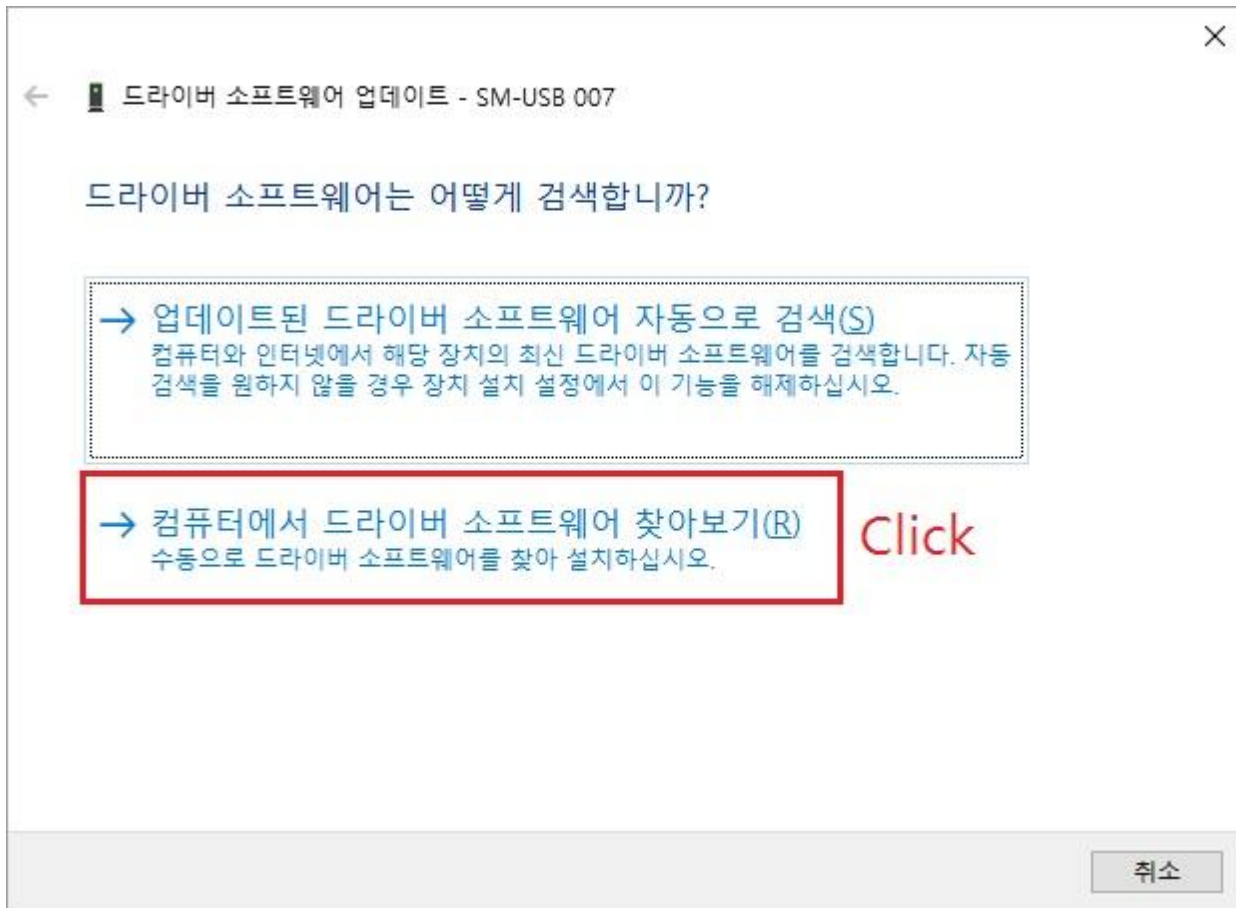 드라이버 소프트웨어 업데이트 - SM-USB 007
드라이버 소프트웨어는 어떻게 검색합니까?
→ 업데이트된 드라이버 소프트웨어 자동으로 검색(S)
컴퓨터와 인터넷에서 해당 장치의 최신 드라이버 소프트웨어를 검색합니다. 자동
검색을 원하지 않을 경우 장치 설치 설정에서 이 기능을 해제하십시오.
→ 컴퓨터에서 드라이버 소프트웨어 찾아보기(R)
수동으로 드라이버 소프트웨어를 찾아 설치하십시오.
Click
취소